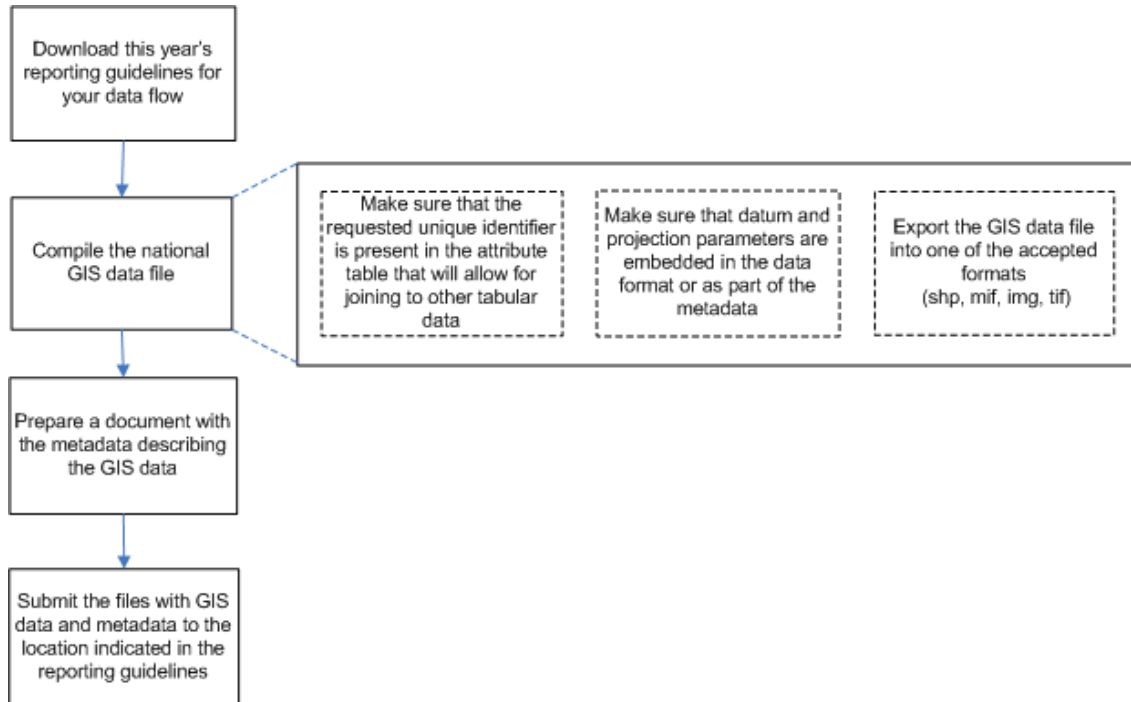 Download this year's
reporting guidelines for
your data flow
Compile the national
GIS data file
Make sure that the
requested unique identifier
is present in the attribute
table that will allow for
joining to other tabular
data
Make sure that datum and
projection parameters are
embedded in the data
format or as part of the
metadata
Export the GIS data file
into one of the accepted
formats
(shp, mif, img, tif)
Prepare a document with
the metadata describing
the GIS data
Submit the files with GIS
data and metadata to the
location indicated in the
reporting guidelines